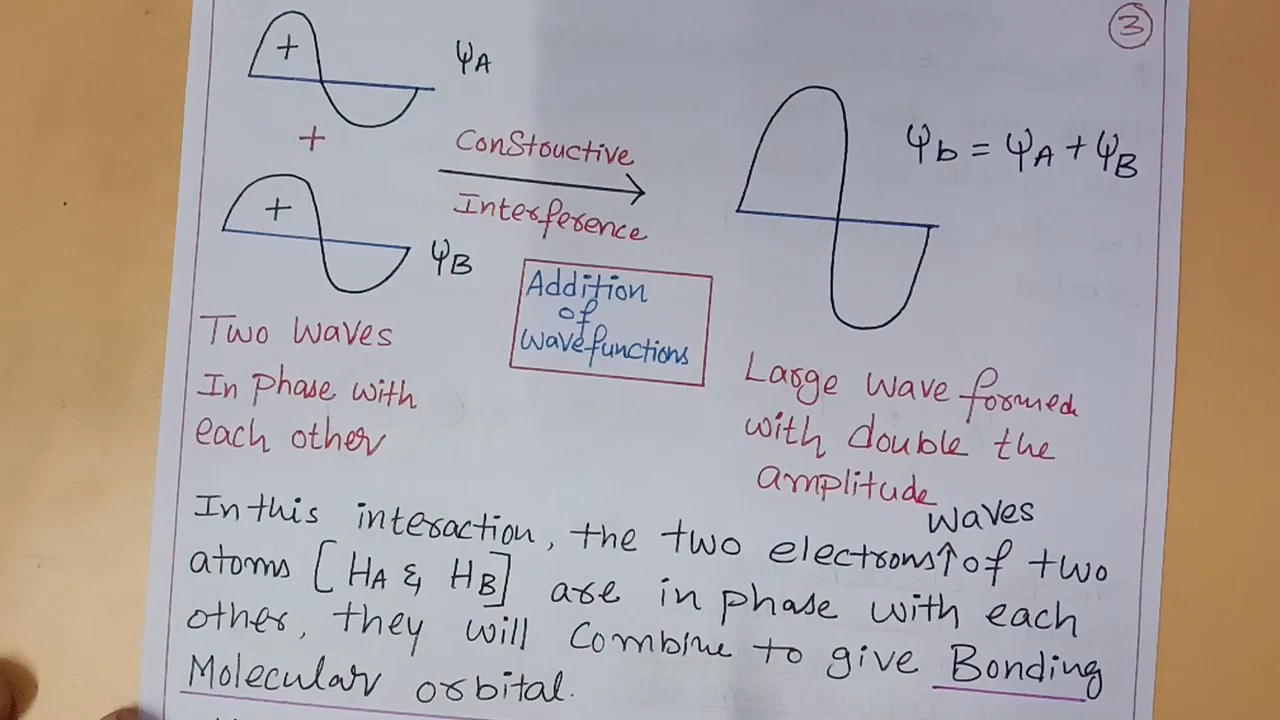 3
+
ψA
+
Constructive
Interference
+
ψB
ψb = ψA + ψB
Addition
of
wavefunctions
Two waves
In phase with
each other
Large wave formed
with double the
amplitude
waves
In this interaction, the two electrons↑ of two
atoms [HA & HB] are in phase with each
other, they will combine to give Bonding
Molecular orbital.